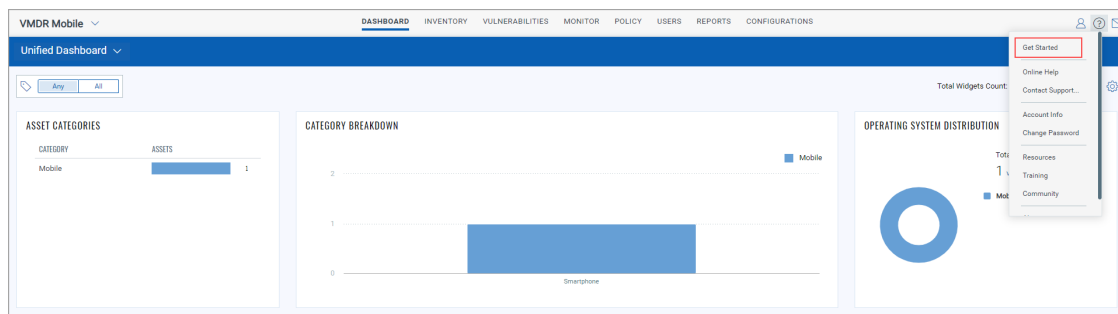 VMDR Mobile
DASHBOARD INVENTORY VULNERABILITIES MONITOR POLICY USERS REPORTS CONFIGURATIONS
Unified Dashboard
Get Started
Online Help
Contact Support...
Account Info
Change Password
Resources
Training
Community
Any All
Total Widgets Count:
ASSET CATEGORIES
CATEGORY ASSETS
Mobile 1
CATEGORY BREAKDOWN
Mobile
2
1
0
Smartphone
OPERATING SYSTEM DISTRIBUTION
Tota
1
Mob